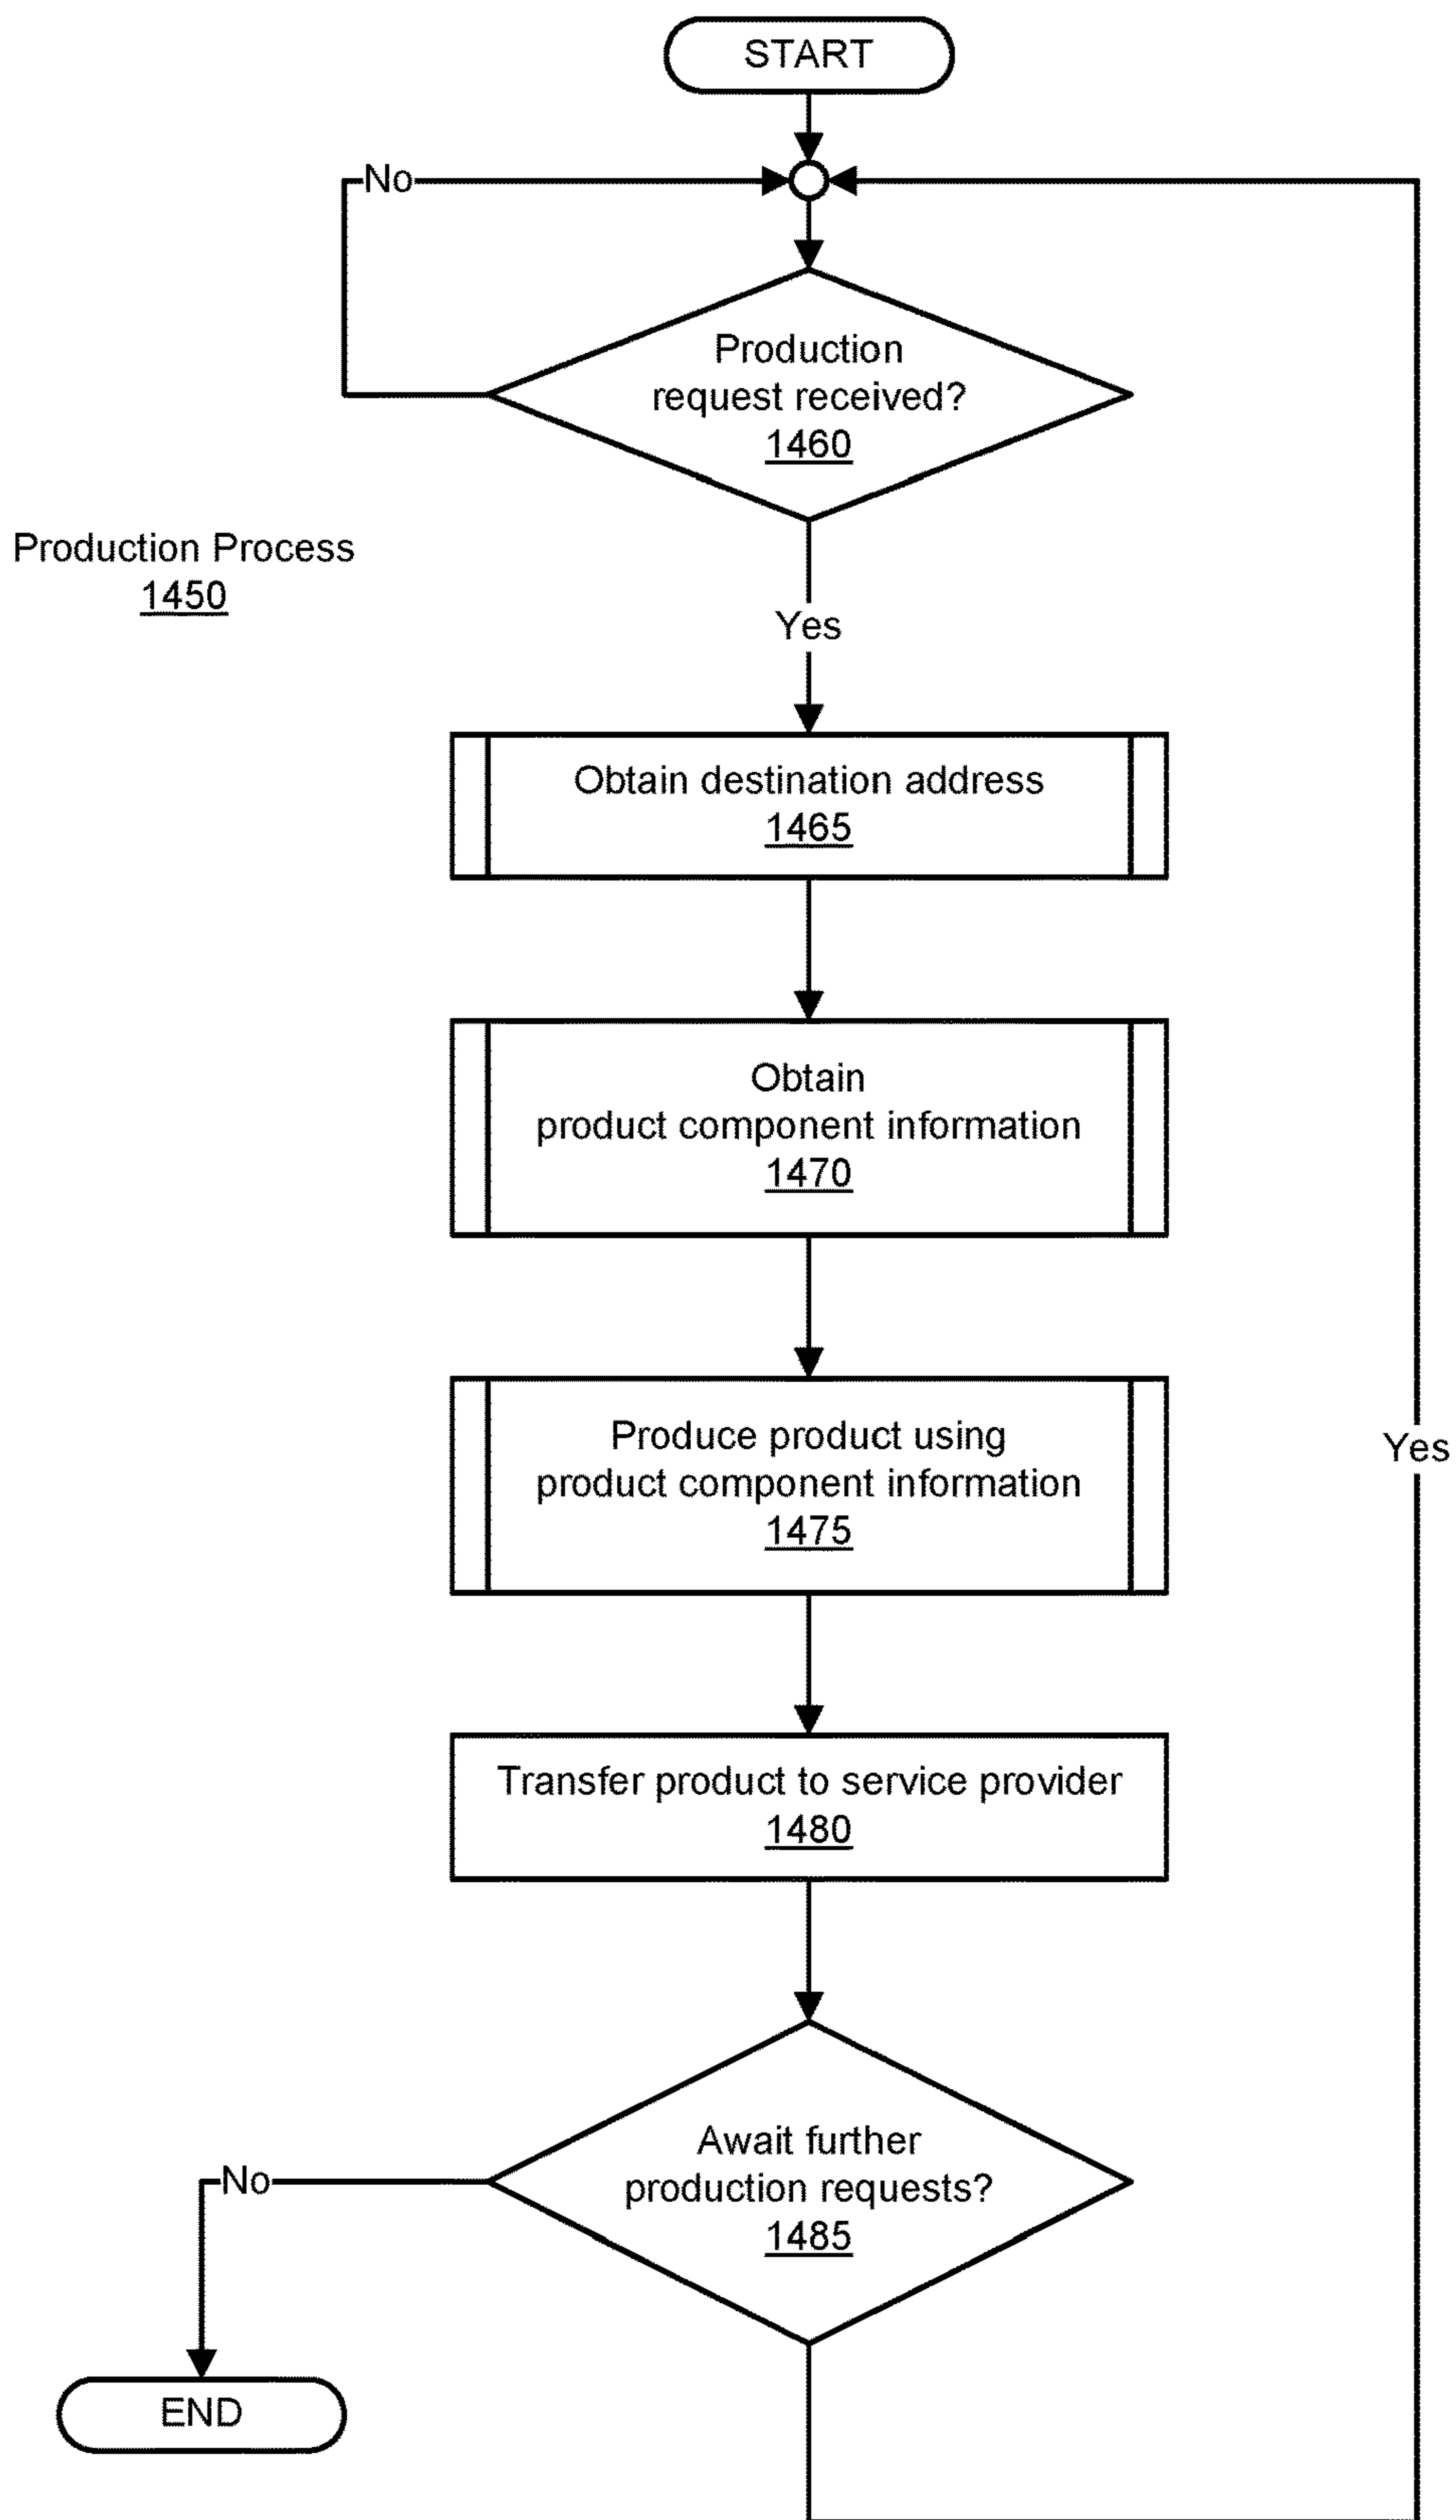 START
No
Production
request received?
1460
Production Process
1450
Yes
Obtain destination address
1465
Obtain
product component information
1470
Produce product using
product component information
1475
Yes
Transfer product to service provider
1480
Await further
production requests?
1485
No
END